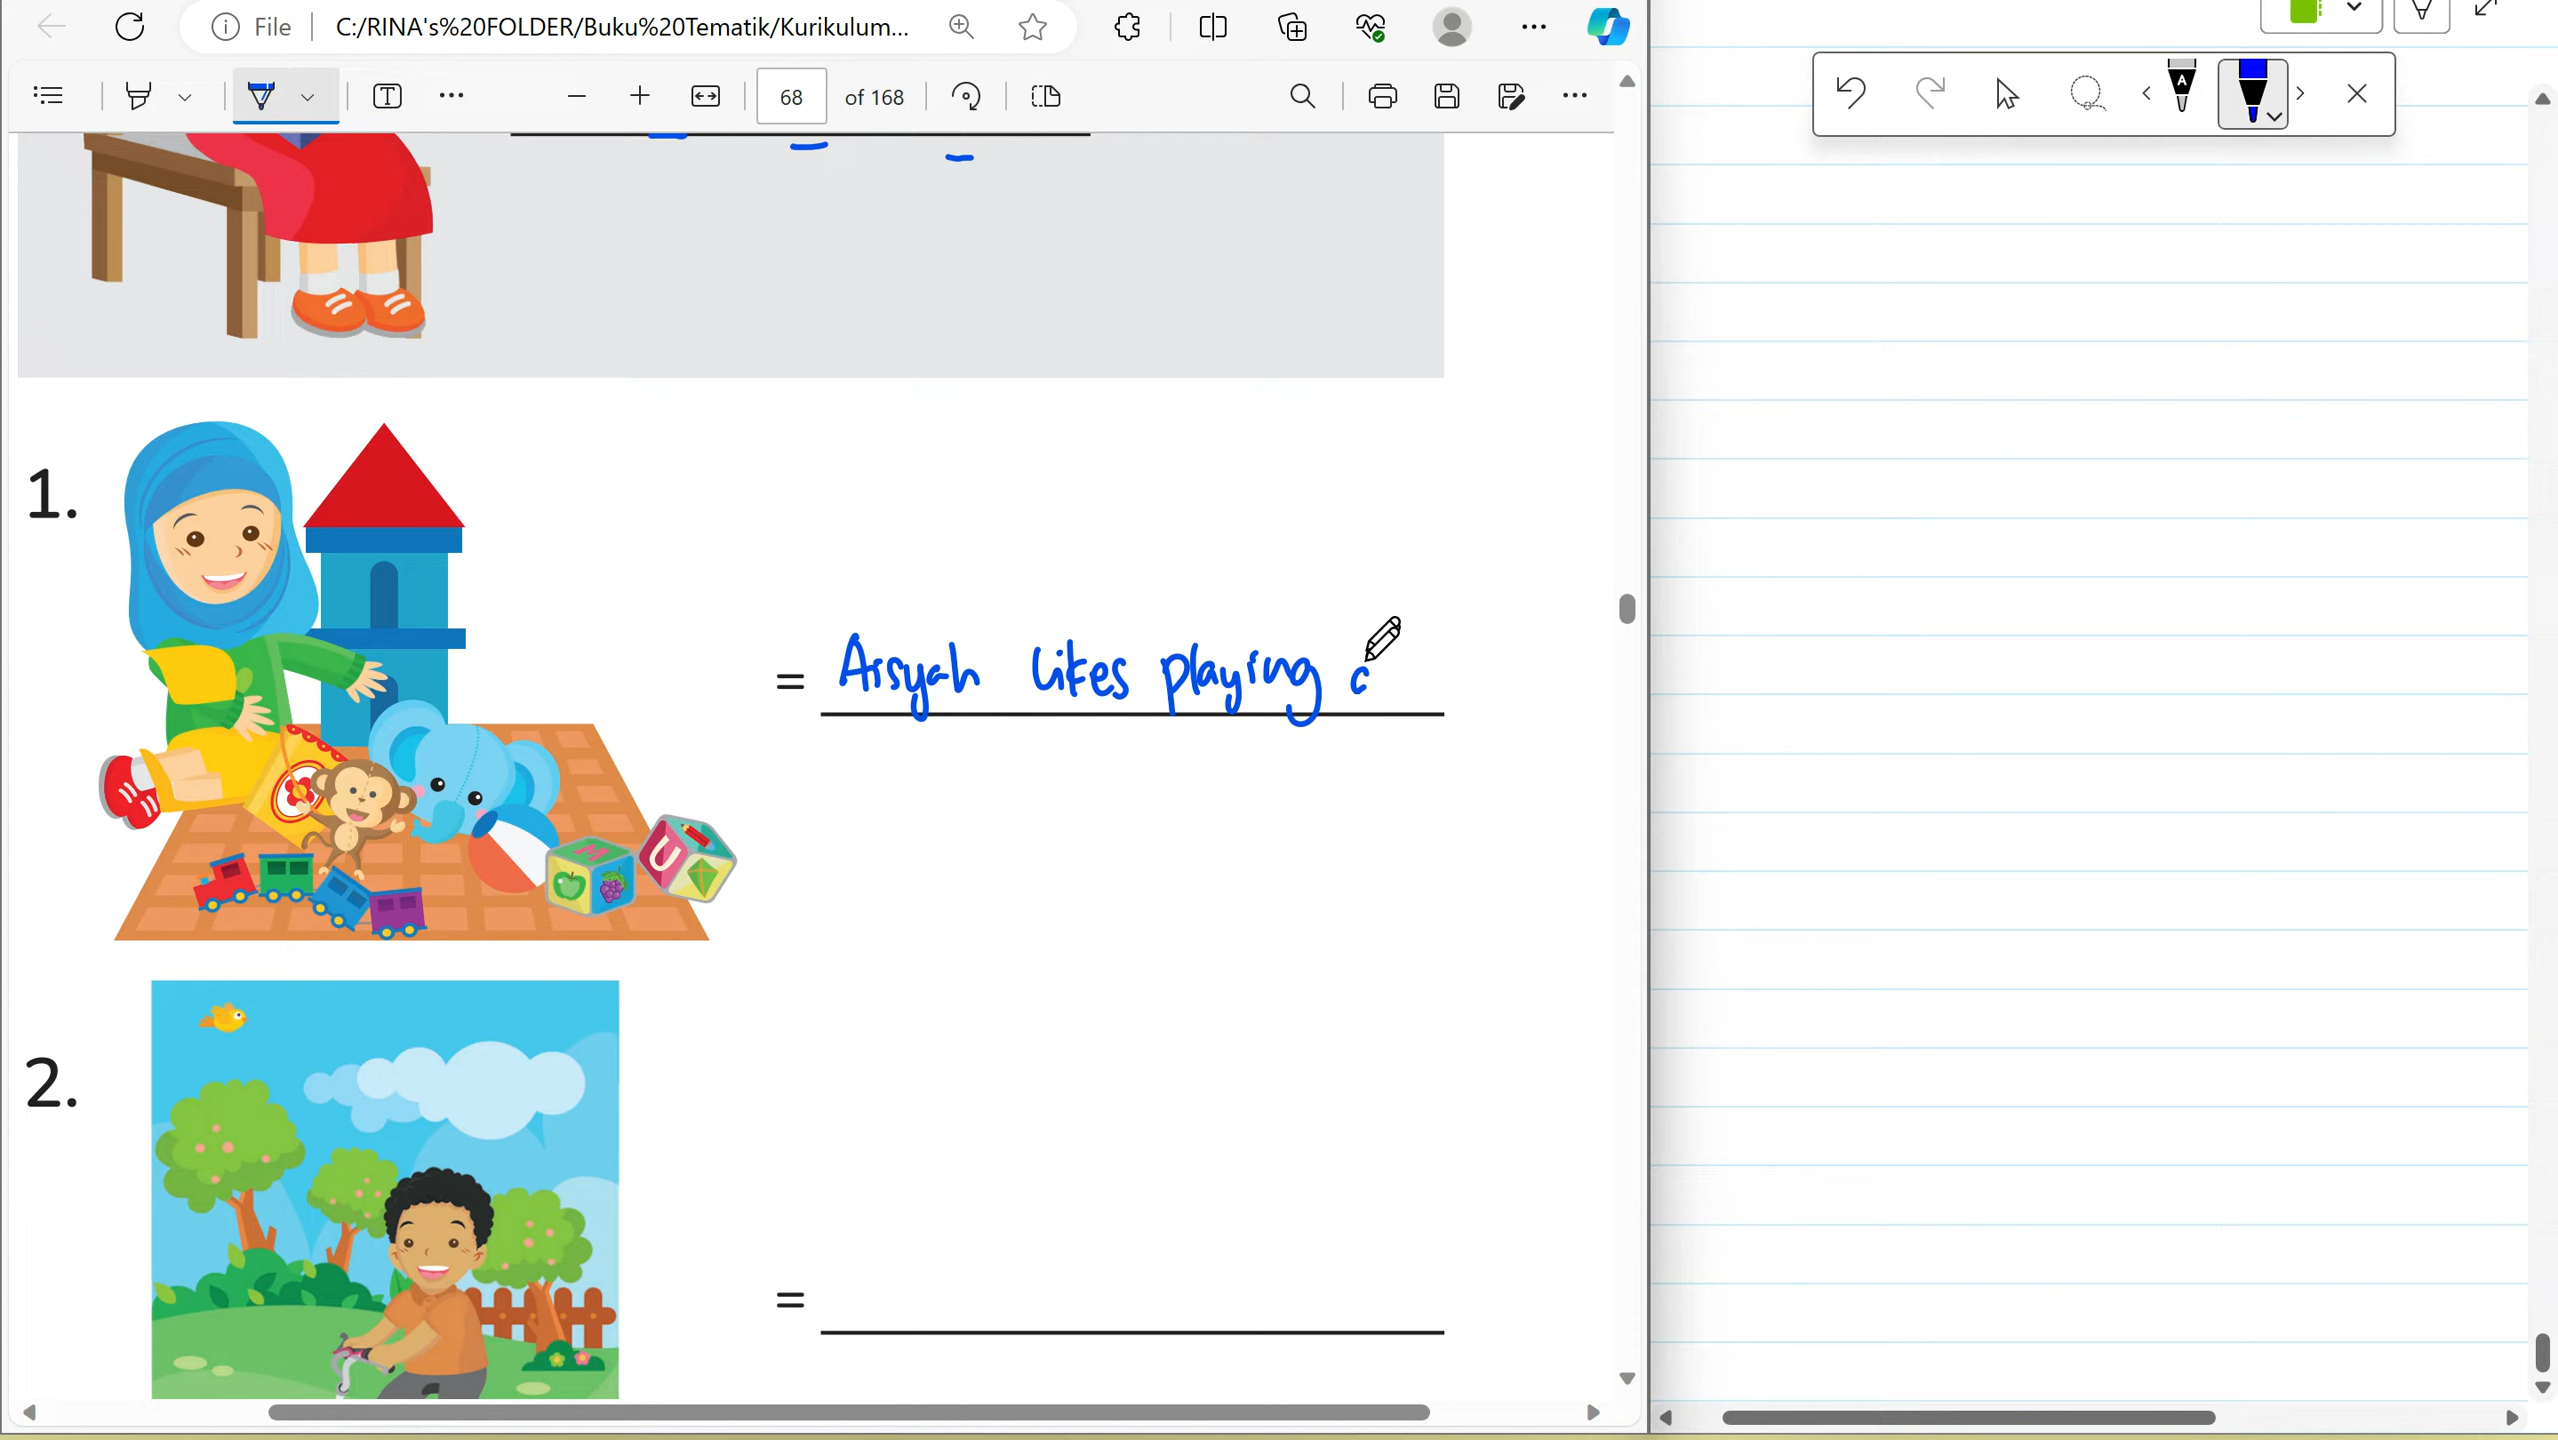 File C:/RINA's%20FOLDER/Buku%20Tematik/Kurikulum...
68 of 168
A
1.
= Aisyah likes playing
M
U
2.
=